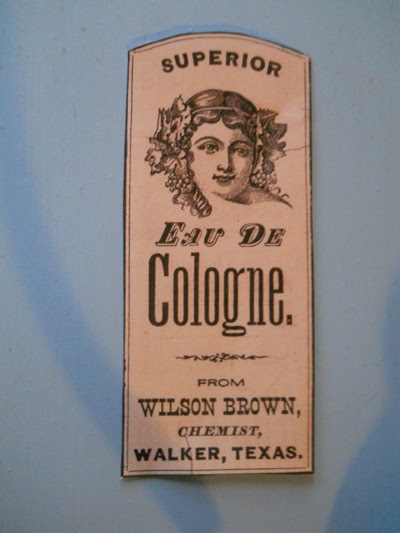 SUPERIOR
EAU DE
Cologne.
FROM
WILSON BROWN,
CHEMIST,
WALKER, TEXAS.